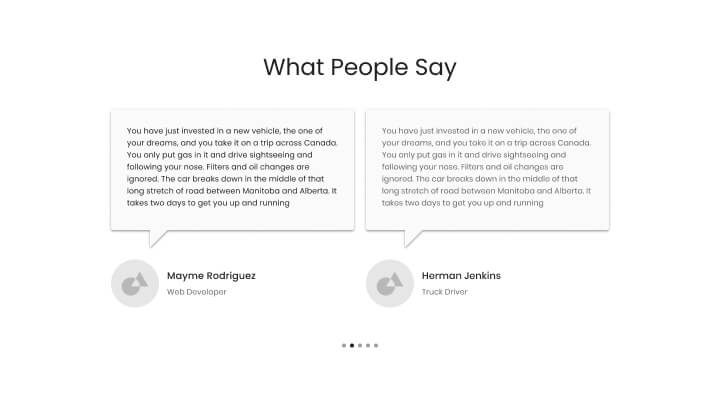 What People Say
You have just invested in a new vehicle, the one of
your dreams, and you take it on a trip across Canada.
You only put gas in it and drive sightseeing and
following your nose. Filters and oil changes are
ignored. The car breaks down in the middle of that
long stretch of road between Manitoba and Alberta. It
takes two days to get you up and running
Mayme Rodriguez
Web Developer
You have just invested in a new vehicle, the one of
your dreams, and you take it on a trip across Canada.
You only put gas in it and drive sightseeing and
following your nose. Filters and oil changes are
ignored. The car breaks down in the middle of that
long stretch of road between Manitoba and Alberta. It
takes two days to get you up and running
Herman Jenkins
Truck Driver